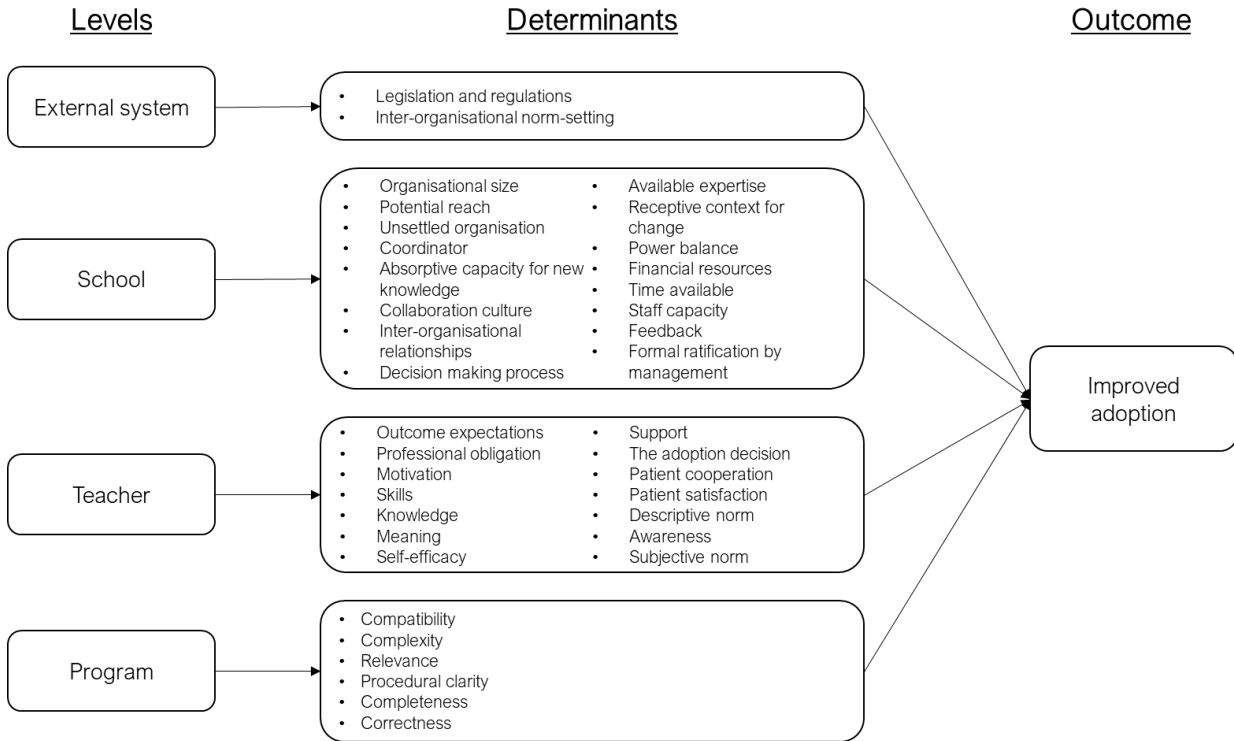 Levels
Determinants
Outcome
External system
• Legislation and regulations
• Inter-organisational norm-setting
School
• Organisational size
• Potential reach
• Unsettled organisation
• Coordinator
• Absorptive capacity for new
knowledge
• Collaboration culture
• Inter-organisational
relationships
• Decision making process
• Available expertise
• Receptive context for
change
• Power balance
• Financial resources
• Time available
• Staff capacity
• Feedback
• Formal ratification by
management
Teacher
• Outcome expectations
• Professional obligation
• Motivation
• Skills
• Knowledge
• Meaning
• Self-efficacy
• Support
• The adoption decision
• Patient cooperation
• Patient satisfaction
• Descriptive norm
• Awareness
• Subjective norm
Program
• Compatibility
• Complexity
• Relevance
• Procedural clarity
• Completeness
• Correctness
Improved
adoption